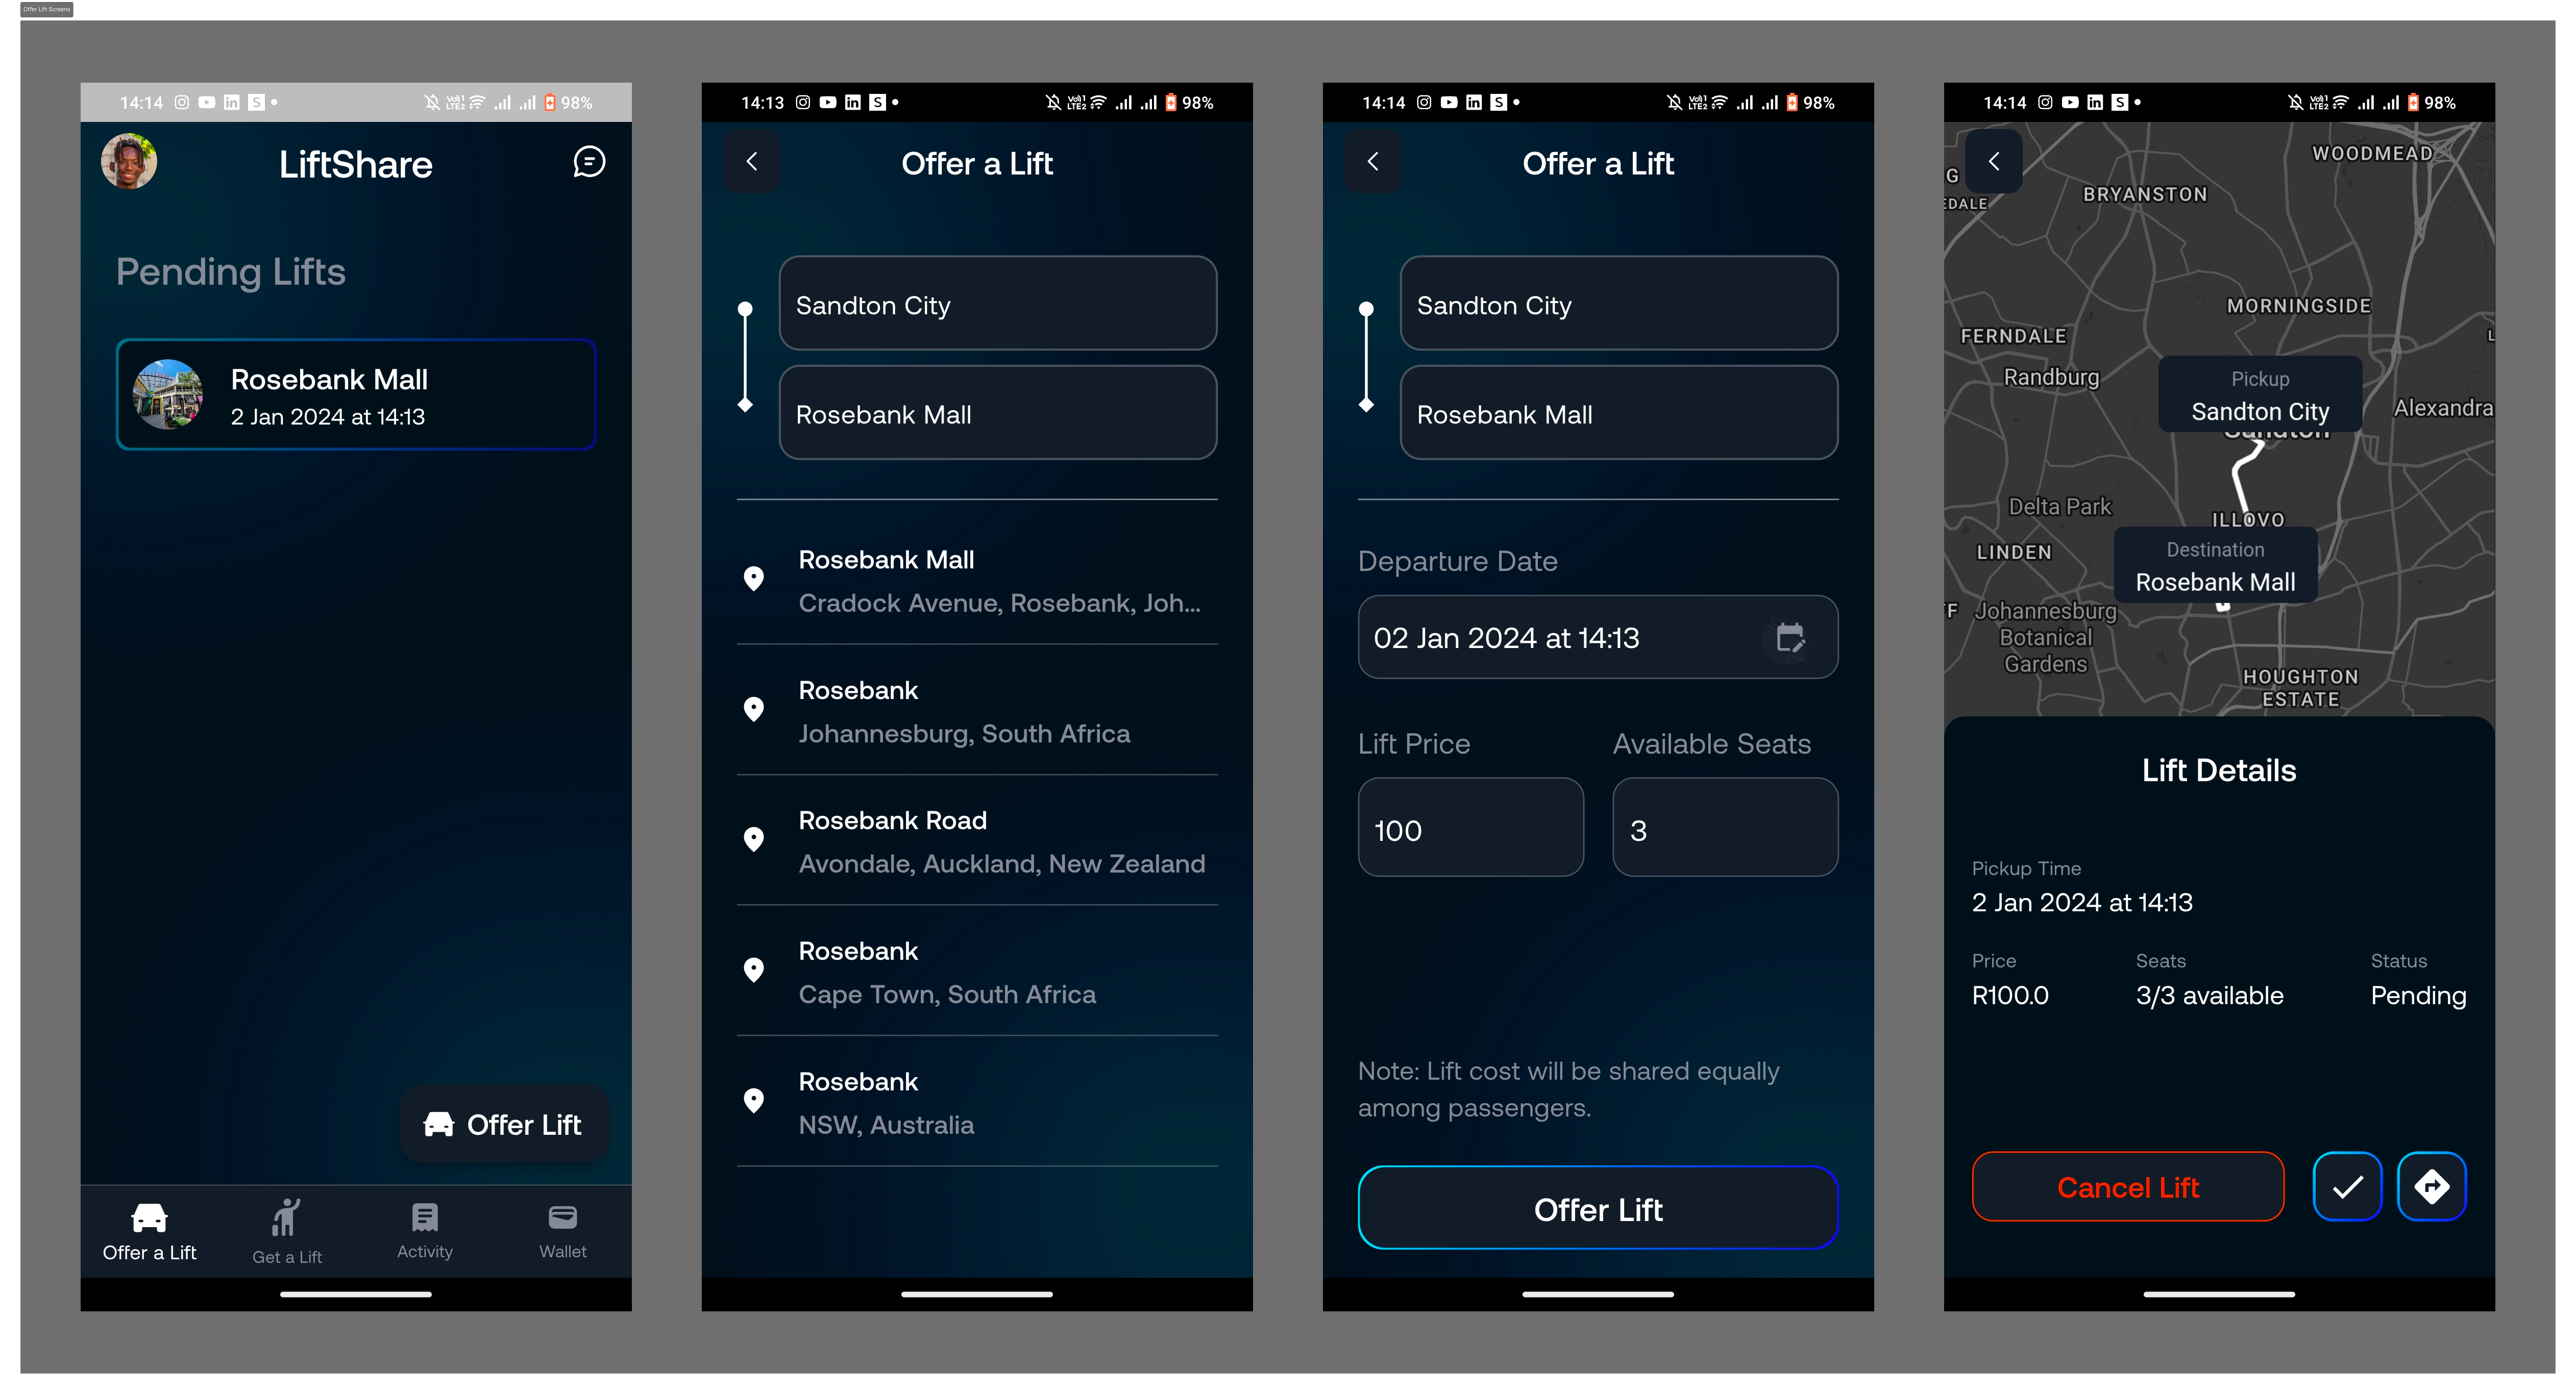 Offer Lift Screens
14:14
98%
LiftShare
Pending Lifts
Rosebank Mall
2 Jan 2024 at 14:13
Offer Lift
Offer a Lift
Get a Lift
Activity
Wallet
14:13
98%
Offer a Lift
Sandton City
Rosebank Mall
Rosebank Mall
Cradock Avenue, Rosebank, Joh...
Rosebank
Johannesburg, South Africa
Rosebank Road
Avondale, Auckland, New Zealand
Rosebank
Cape Town, South Africa
Rosebank
NSW, Australia
14:14
98%
Offer a Lift
Sandton City
Rosebank Mall
Departure Date
02 Jan 2024 at 14:13
Lift Price Available Seats
100 3
Note: Lift cost will be shared equally
among passengers.
Offer Lift
14:14
98%
WOODMEAD
G
BRYANSTON
EDALE
MORNINGSIDE
FERNDALE
Randburg
Pickup
Sandton City
Alexandra
Sandton
Delta Park
ILLOVO
LINDEN
Destination
Rosebank Mall
Johannesburg
Botanical
Gardens
HOUGHTON
ESTATE
Lift Details
Pickup Time
2 Jan 2024 at 14:13
Price Seats Status
R100.0 3/3 available Pending
Cancel Lift